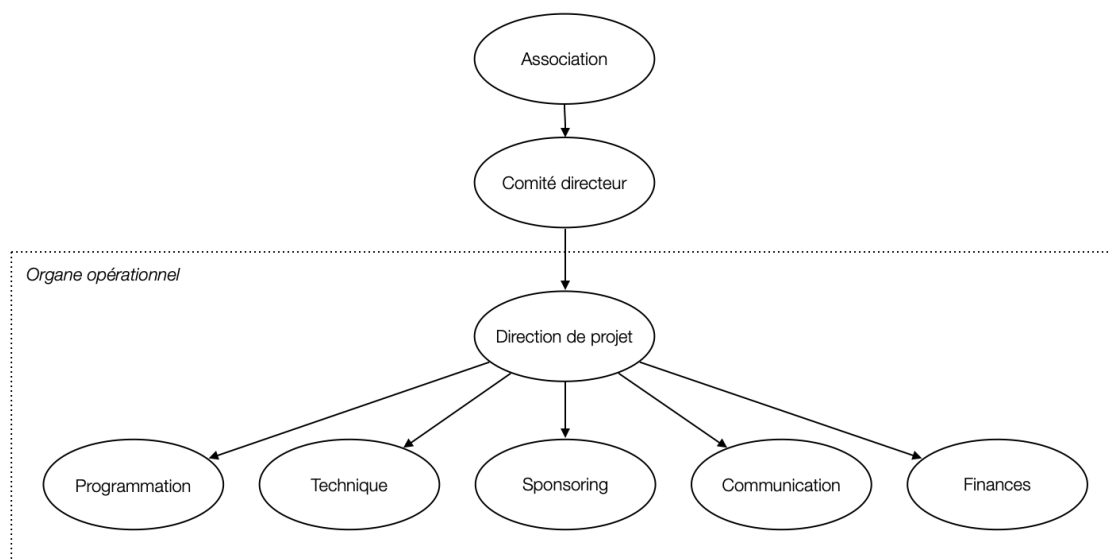 Association
Comité directeur
Organe opérationnel
Direction de projet
Programmation
Technique
Sponsoring
Communication
Finances